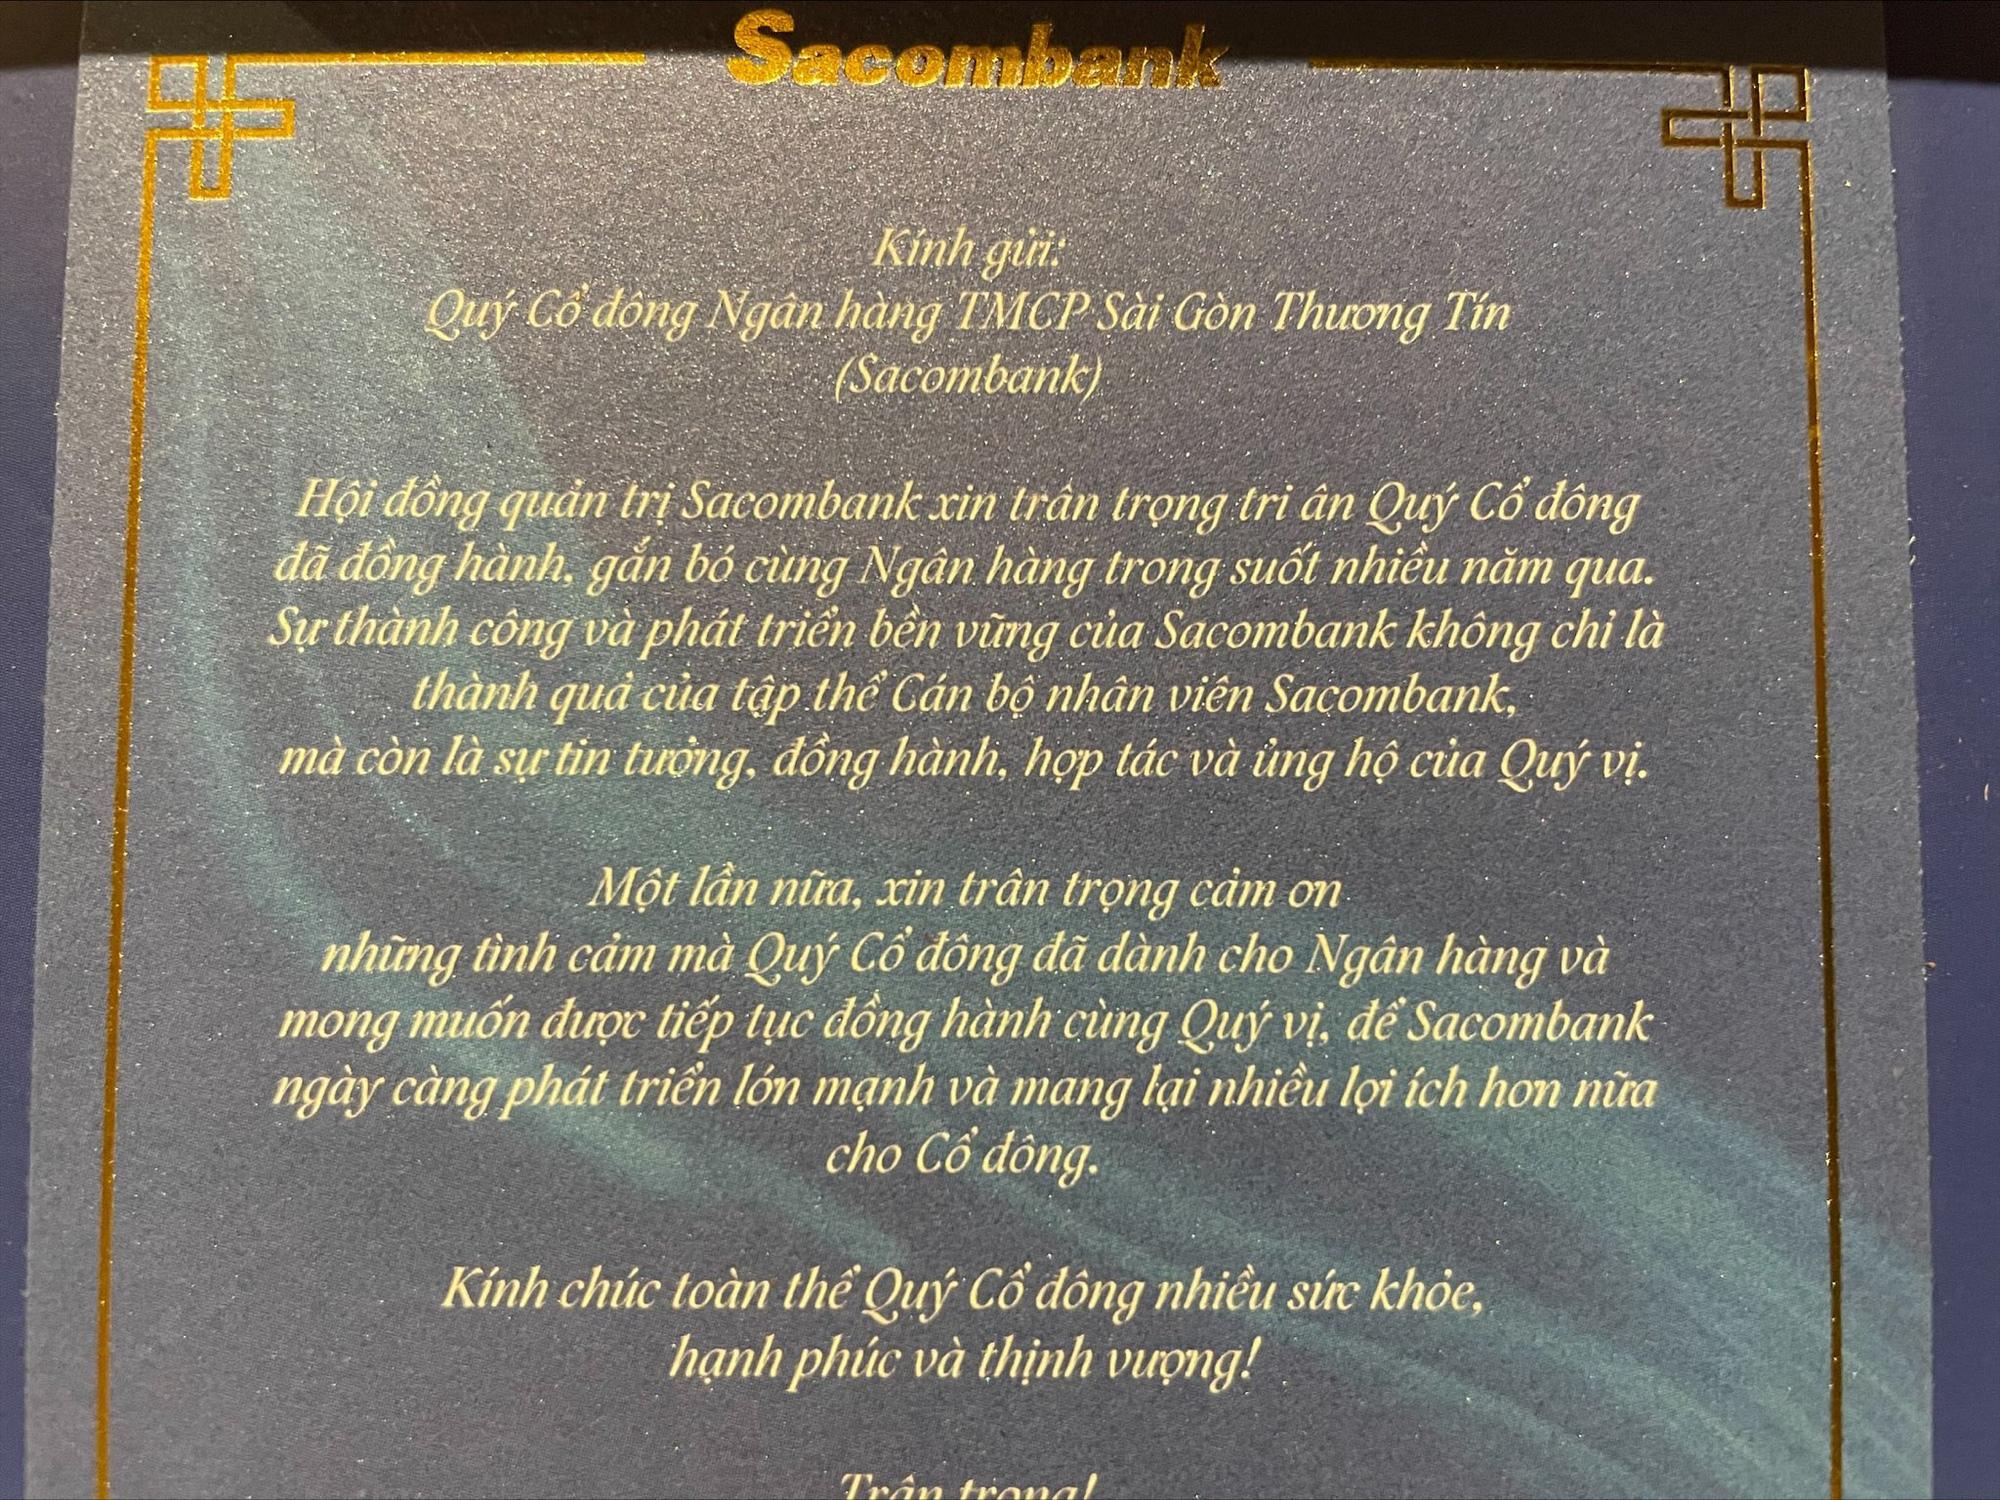 Sacombank
Kính gửi:
Quý Cổ đông Ngân hàng TMCP Sài Gòn Thương Tín
(Sacombank)
Hội đồng quản trị Sacombank xin trân trọng tri ân Quý Cổ đông
đã đồng hành, gắn bó cùng Ngân hàng trong suốt nhiều năm qua.
Sự thành công và phát triển bền vững của Sacombank không chỉ là
thành quả của tập thể Cán bộ nhân viên Sacombank,
mà còn là sự tin tưởng, đồng hành, hợp tác và ủng hộ của Quý vị.
Một lần nữa, xin trân trọng cảm ơn
những tình cảm mà Quý Cổ đông đã dành cho Ngân hàng và
mong muốn được tiếp tục đồng hành cùng Quý vị, để Sacombank
ngày càng phát triển lớn mạnh và mang lại nhiều lợi ích hơn nữa
cho Cổ đông.
Kính chúc toàn thể Quý Cổ đông nhiều sức khỏe,
hạnh phúc và thịnh vượng!
Trân trọng!